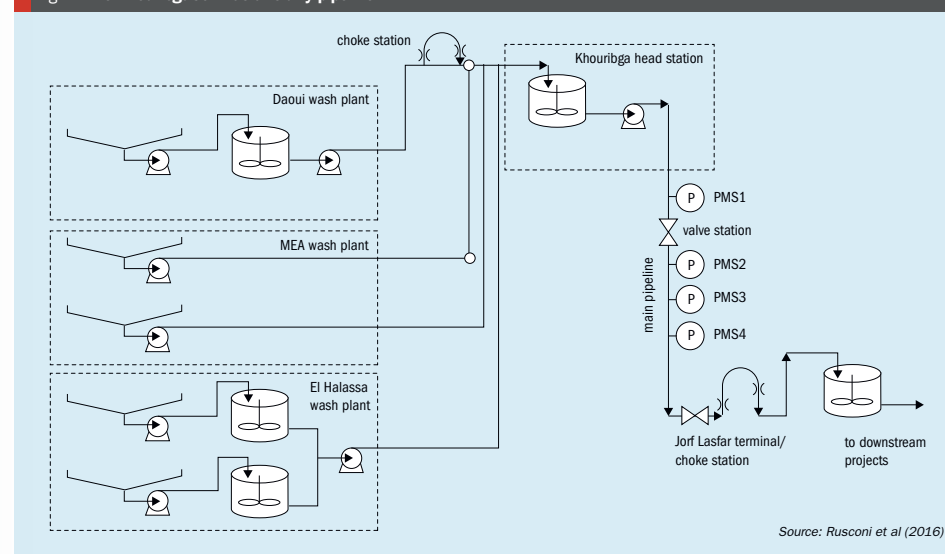 choke station
Khouribga head station
Daoui wash plant
P PMS1
valve station
MEA wash plant
P PMS2
main pipeline
P PMS3
P PMS4
El Halassa
wash plant
Jorf Lasfar terminal/
choke station
to downstream
projects
Source: Rusconi et al (2016)